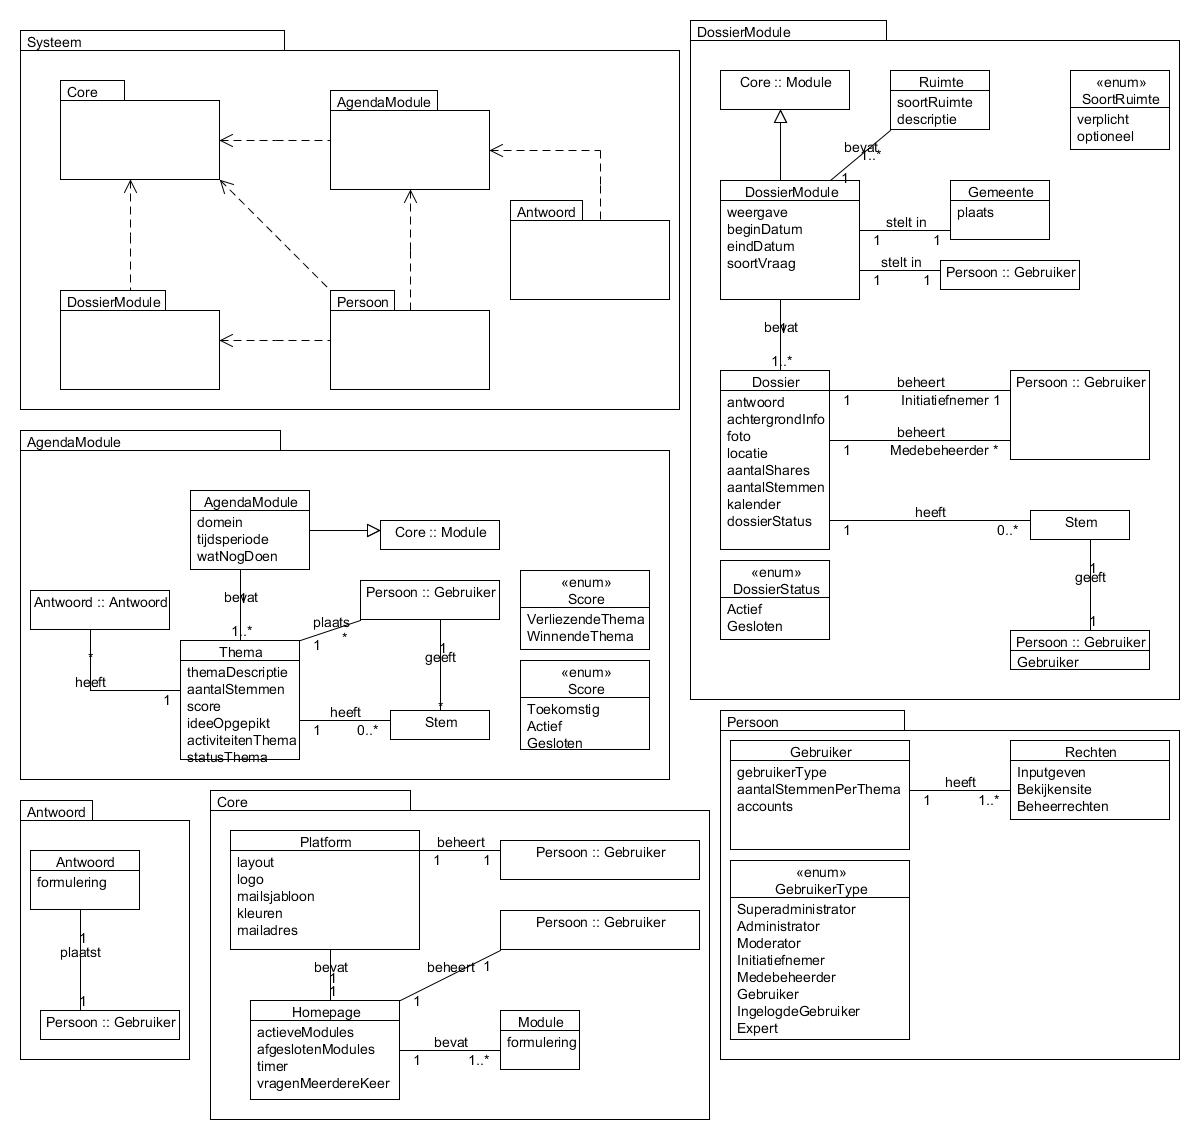 Systeem
Core
AgendaModule
Antwoord
DossierModule
Persoon
DossierModule
Core :: Module
Ruimte
soortRuimte
descriptie
«enum»
SoortRuimte
verplicht
optioneel
bevat
1..*
1
DossierModule
weergave
beginDatum
eindDatum
soortVraag
Gemeente
plaats
stelt in
1 1
stelt in
1 1
Persoon :: Gebruiker
bevat
1
1..*
Dossier
antwoord
achtergrondInfo
foto
locatie
aantalShares
aantalStemmen
kalender
dossierStatus
beheert
1 Initiatiefnemer 1
beheert
1 Medebeheerder *
Persoon :: Gebruiker
heeft
1 0..*
Stem
1
geeft
1
Persoon :: Gebruiker
Gebruiker
«enum»
DossierStatus
Actief
Gesloten
AgendaModule
AgendaModule
domein
tijdsperiode
watNogDoen
Core :: Module
Antwoord :: Antwoord
*
heeft
1
bevat
1
1..*
Persoon :: Gebruiker
plaats
1 *
1
geeft
*
Thema
themaDescriptie
aantalStemmen
score
ideeOpgepikt
activiteitenThema
statusThema
heeft
1 0..*
Stem
«enum»
Score
VerliezendeThema
WinnendeThema
«enum»
Score
Toekomstig
Actief
Gesloten
Persoon
Gebruiker
gebruikerType
aantalStemmenPerThema
accounts
heeft
1 1..*
Rechten
Inputgeven
Bekijkensite
Beheerrechten
«enum»
GebruikerType
Superadministrator
Administrator
Moderator
Initiatiefnemer
Medebeheerder
Gebruiker
IngelogdeGebruiker
Expert
Antwoord
Antwoord
formulering
1
plaatst
1
Persoon :: Gebruiker
Core
Platform
layout
logo
mailsjabloon
kleuren
mailadres
beheert
1 1
Persoon :: Gebruiker
Persoon :: Gebruiker
bevat
1
1
beheert 1
1
Homepage
actieveModules
afgeslotenModules
timer
vragenMeerdereKeer
bevat
1 1..*
Module
formulering